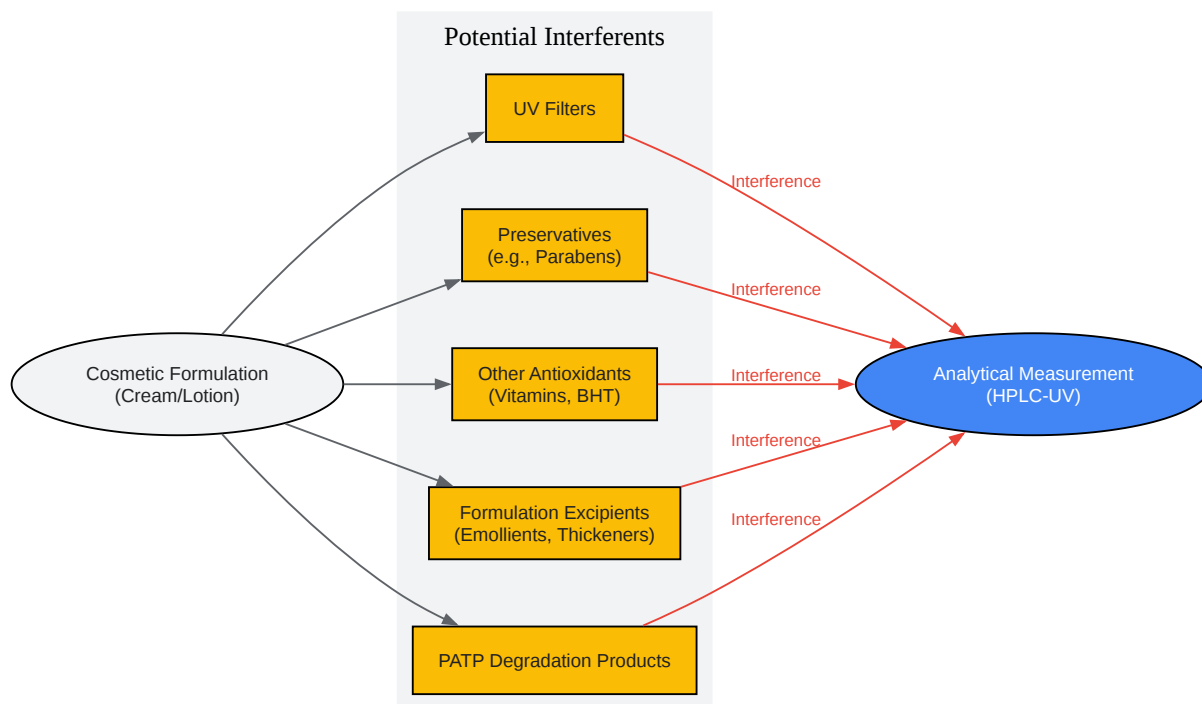 Potential Interferents
UV Filters
Interference
Preservatives
(e.g., Parabens)
Interference
Cosmetic Formulation
(Cream/Lotion)
Other Antioxidants
(Vitamins, BHT)
Interference
Analytical Measurement
(HPLC-UV)
Interference
Formulation Excipients
(Emollients, Thickeners)
Interference
PATP Degradation Products